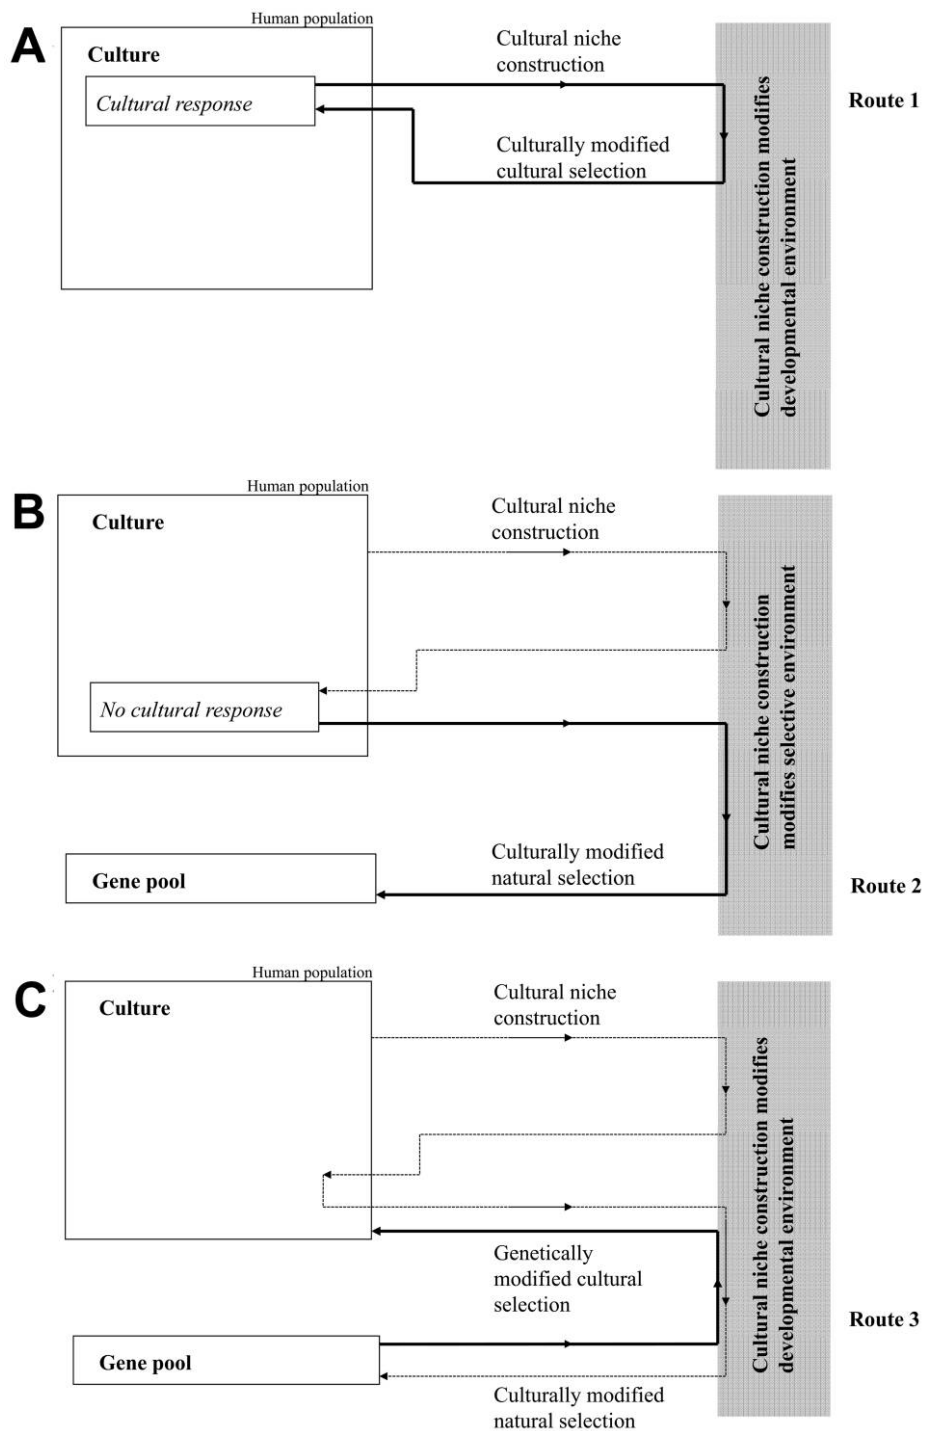 Human population
A
Culture
Cultural response
Cultural niche
construction
Culturally modified
cultural selection
Cultural niche construction modifies
developmental environment
Route 1
Human population
B
Culture
No cultural response
Gene pool
Cultural niche
construction
Culturally modified
natural selection
Cultural niche construction
modifies selective environment
Route 2
Human population
C
Culture
Gene pool
Cultural niche
construction
Genetically
modified cultural
selection
Culturally modified
natural selection
Cultural niche construction modifies
developmental environment
Route 3